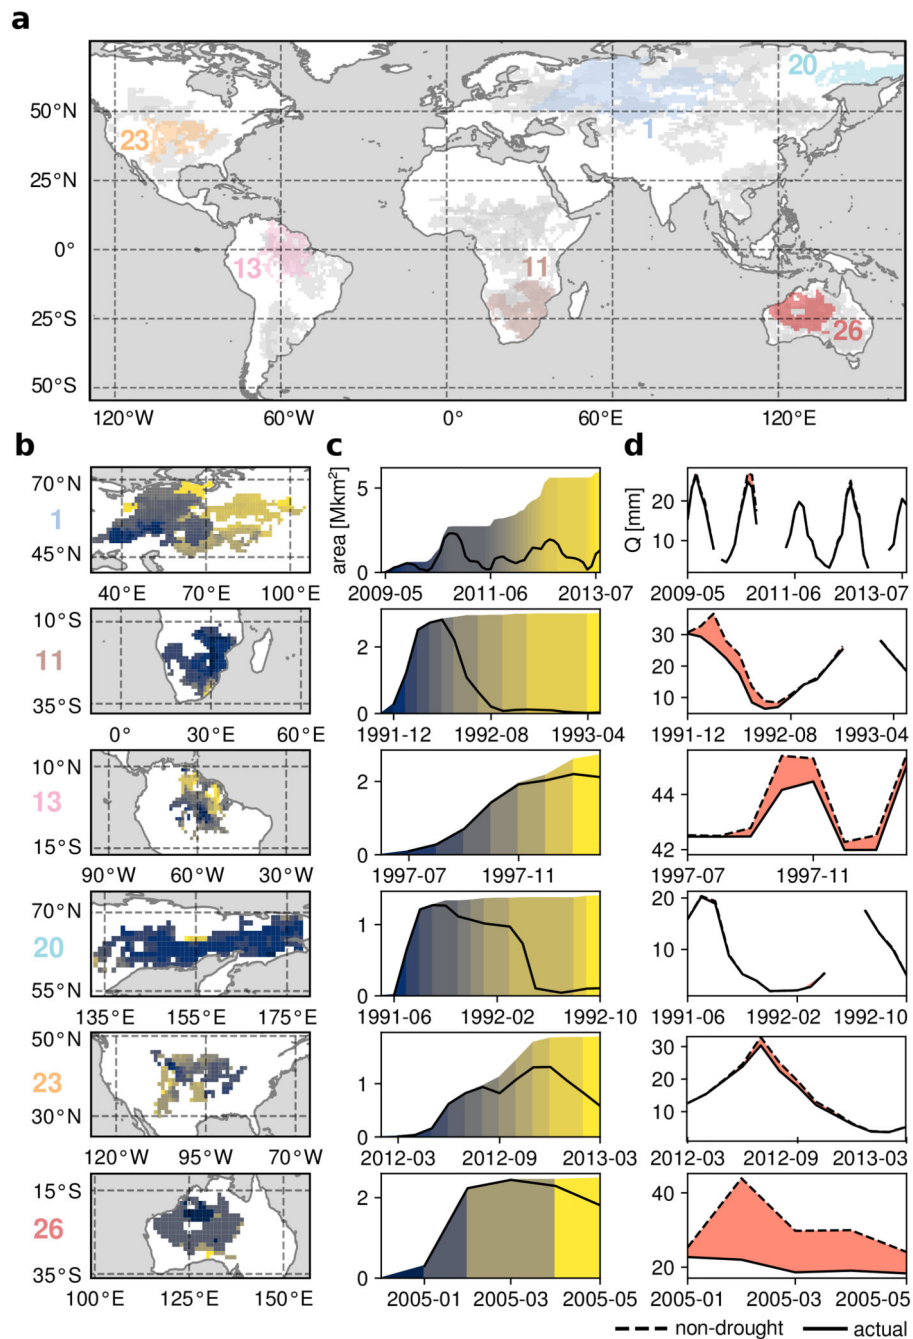 a
50°N
25°N
0°
25°S
50°S
20
23
1
13
11
26
120°W 60°W 0° 60°E 120°E
b c d
70°N
1
45°N
30°E 70°E 100°E
area [Mkm²]
5
0
2009-05 2011-06 2013-07
Q [mm]
20
10
2009-05 2011-06 2013-07
10°S
11
35°S
0° 30°E 60°E
2
0
1991-12 1992-08 1993-04
30
20
10
1991-12 1992-08 1993-04
10°N
13
15°S
90°W 60°W 30°W
2
0
1997-07 1997-11
44
42
1997-07 1997-11
70°N
20
55°N
135°E 155°E 175°E
1
0
1991-06 1992-02 1992-10
20
10
1991-06 1992-02 1992-10
50°N
23
30°N
120°W 95°W 70°W
1
0
2012-03 2012-09 2013-03
30
20
10
2012-03 2012-09 2013-03
15°S
26
35°S
100°E 125°E 150°E
2
0
2005-01 2005-03 2005-05
40
20
2005-01 2005-03 2005-05
non-drought actual